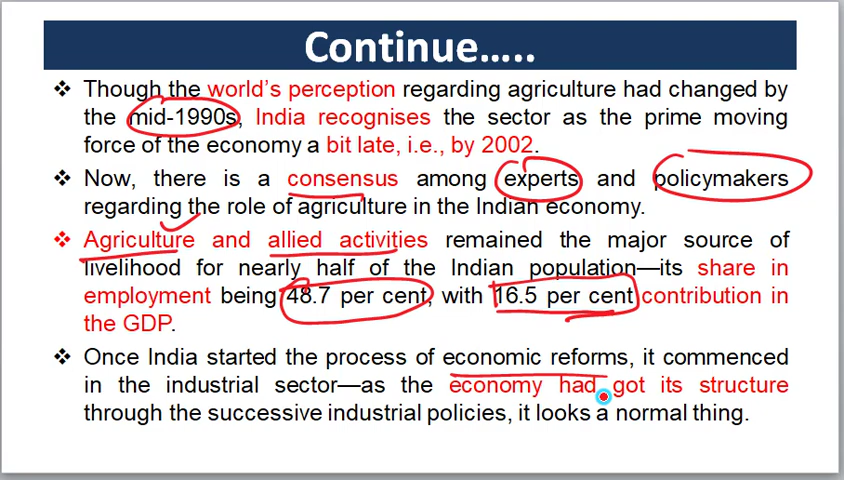 Continue…..
❖ Though the world's perception regarding agriculture had changed by
the mid-1990s, India recognises the sector as the prime moving
force of the economy a bit late, i.e., by 2002.
❖ Now, there is a consensus among experts and policymakers
regarding the role of agriculture in the Indian economy.
❖ Agriculture and allied activities remained the major source of
livelihood for nearly half of the Indian population—its share in
employment being 48.7 per cent, with 16.5 per cent contribution in
the GDP.
❖ Once India started the process of economic reforms, it commenced
in the industrial sector—as the economy had got its structure
through the successive industrial policies, it looks a normal thing.